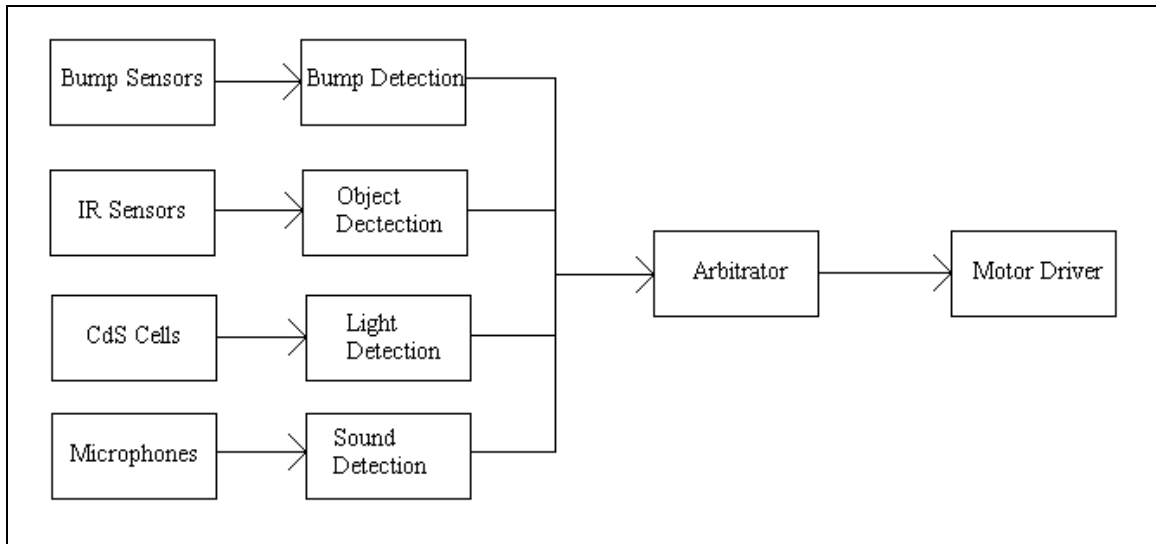 Bump Sensors
Bump Detection
IR Sensors
Object
Dectection
CdS Cells
Light
Detection
Microphones
Sound
Detection
Arbitrator
Motor Driver